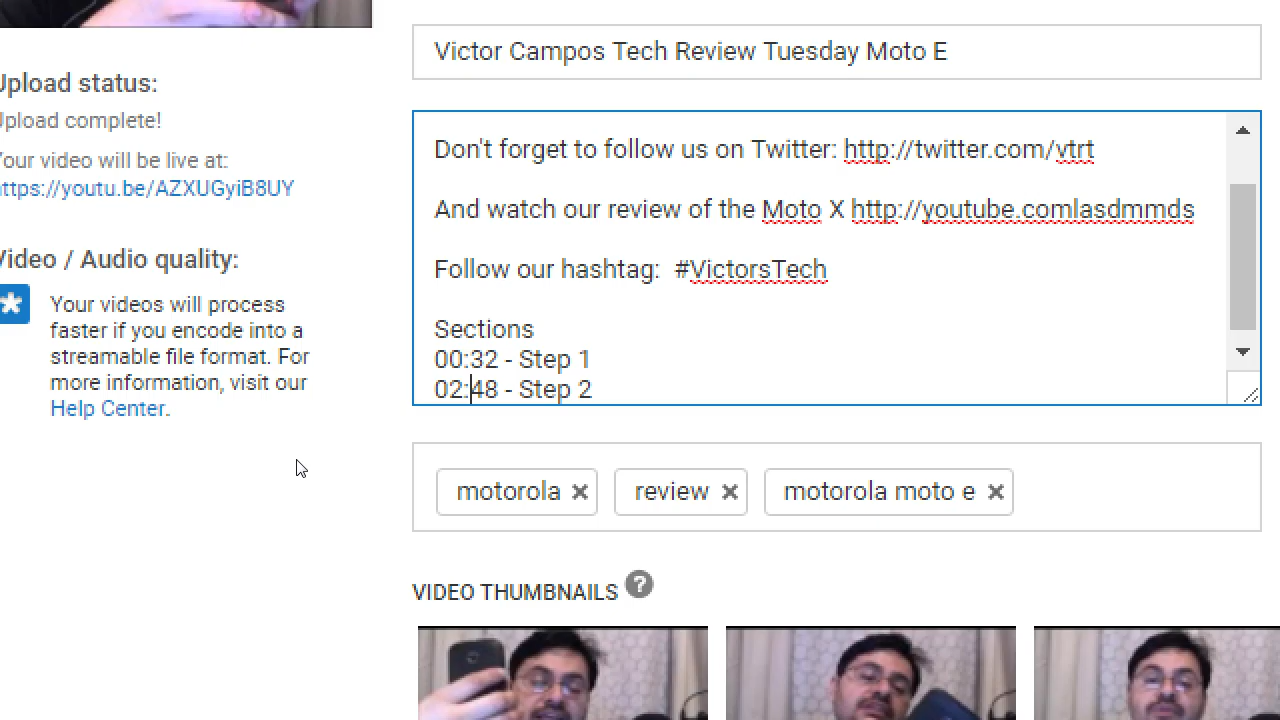 Victor Campos Tech Review Tuesday Moto E
Upload status:
Upload complete!
Your video will be live at:
https://youtu.be/AZXUGyiB8UY
Video / Audio quality:
Your videos will process
faster if you encode into a
streamable file format. For
more information, visit our
Help Center.
Don't forget to follow us on Twitter: http://twitter.com/vtrt
And watch our review of the Moto X http://youtube.comlasdmmds
Follow our hashtag:  #VictorsTech
Sections
00:32 - Step 1
02:48 - Step 2
motorola × review × motorola moto e ×
VIDEO THUMBNAILS ?